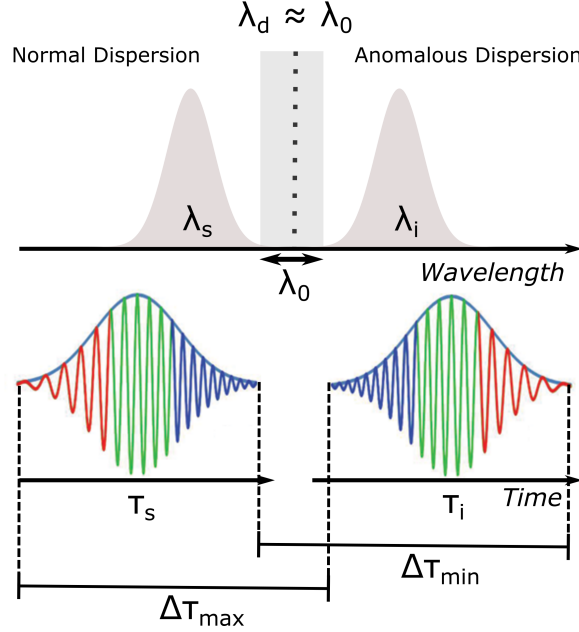 λd ≈ λ0
Normal Dispersion
Anomalous Dispersion
λs
λi
Wavelength
λ0
τs
τi
Time
Δτmin
Δτmax